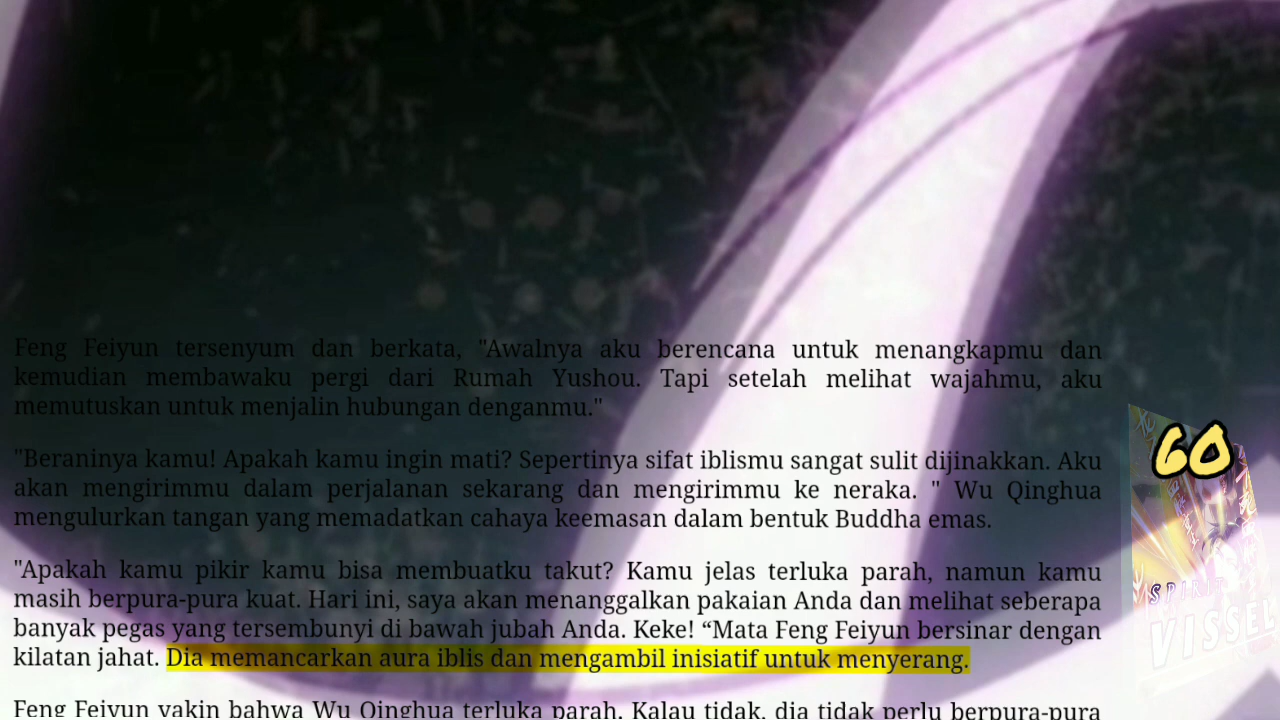 Feng Feiyun tersenyum dan berkata, "Awalnya aku berencana untuk menangkapmu dan
kemudian membawaku pergi dari Rumah Yushou. Tapi setelah melihat wajahmu, aku
memutuskan untuk menjalin hubungan denganmu."
"Beraninya kamu! Apakah kamu ingin mati? Sepertinya sifat iblismu sangat sulit dijinakkan. Aku
akan mengirimmu dalam perjalanan sekarang dan mengirimmu ke neraka. " Wu Qinghua
mengulurkan tangan yang memadatkan cahaya keemasan dalam bentuk Buddha emas.
"Apakah kamu pikir kamu bisa membuatku takut? Kamu jelas terluka parah, namun kamu
masih berpura-pura kuat. Hari ini, saya akan menanggalkan pakaian Anda dan melihat seberapa
banyak pegas yang tersembunyi di bawah jubah Anda. Keke! “Mata Feng Feiyun bersinar dengan
kilatan jahat. Dia memancarkan aura iblis dan mengambil inisiatif untuk menyerang.
Feng Feiyun yakin bahwa Wu Qinghua terluka parah. Kalau tidak, dia tidak perlu berpura-pura
60
SPIRIT
VISSEL